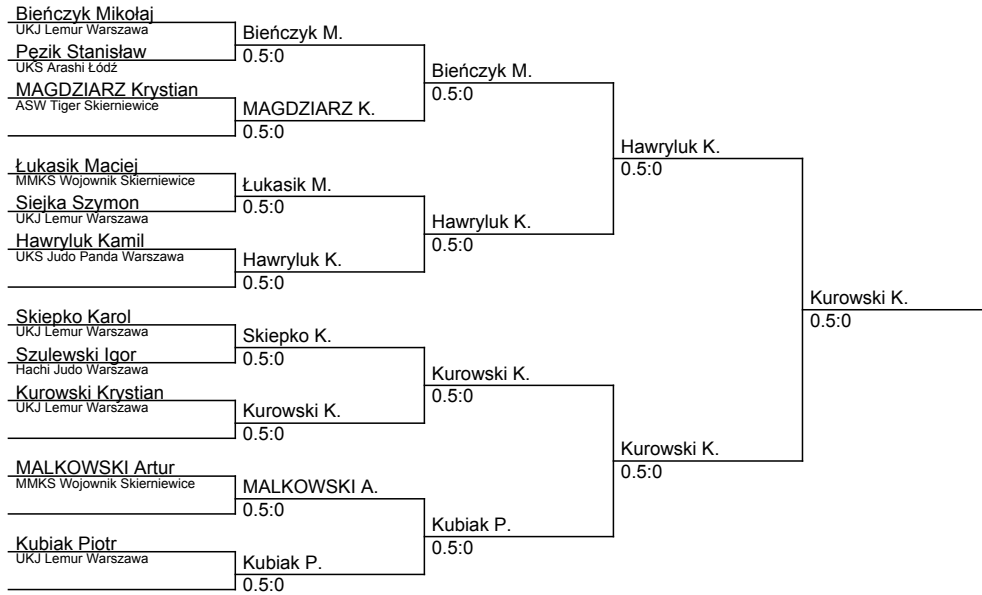 Bieńczyk Mikołaj
UKJ Lemur Warszawa
Pęzik Stanisław
UKS Arashi Łódź
MAGDZIARZ Krystian
ASW Tiger Skierniewice
Łukasik Maciej
MMKS Wojownik Skierniewice
Siejka Szymon
UKJ Lemur Warszawa
Hawryluk Kamil
UKS Judo Panda Warszawa
Skiepko Karol
UKJ Lemur Warszawa
Szulewski Igor
Hachi Judo Warszawa
Kurowski Krystian
UKJ Lemur Warszawa
MALKOWSKI Artur
MMKS Wojownik Skierniewice
Kubiak Piotr
UKJ Lemur Warszawa
Bieńczyk M.
0.5:0
MAGDZIARZ K.
0.5:0
Łukasik M.
0.5:0
Hawryluk K.
0.5:0
Skiepko K.
0.5:0
Kurowski K.
0.5:0
MALKOWSKI A.
0.5:0
Kubiak P.
0.5:0
Bieńczyk M.
0.5:0
Hawryluk K.
0.5:0
Kurowski K.
0.5:0
Kubiak P.
0.5:0
Hawryluk K.
0.5:0
Kurowski K.
0.5:0
Kurowski K.
0.5:0